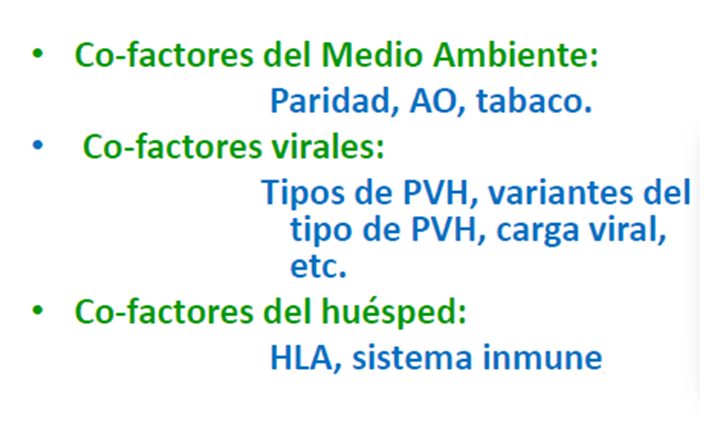 • Co-factores del Medio Ambiente:
Paridad, AO, tabaco.
• Co-factores virales:
Tipos de PVH, variantes del
tipo de PVH, carga viral,
etc.
• Co-factores del huésped:
HLA, sistema inmune